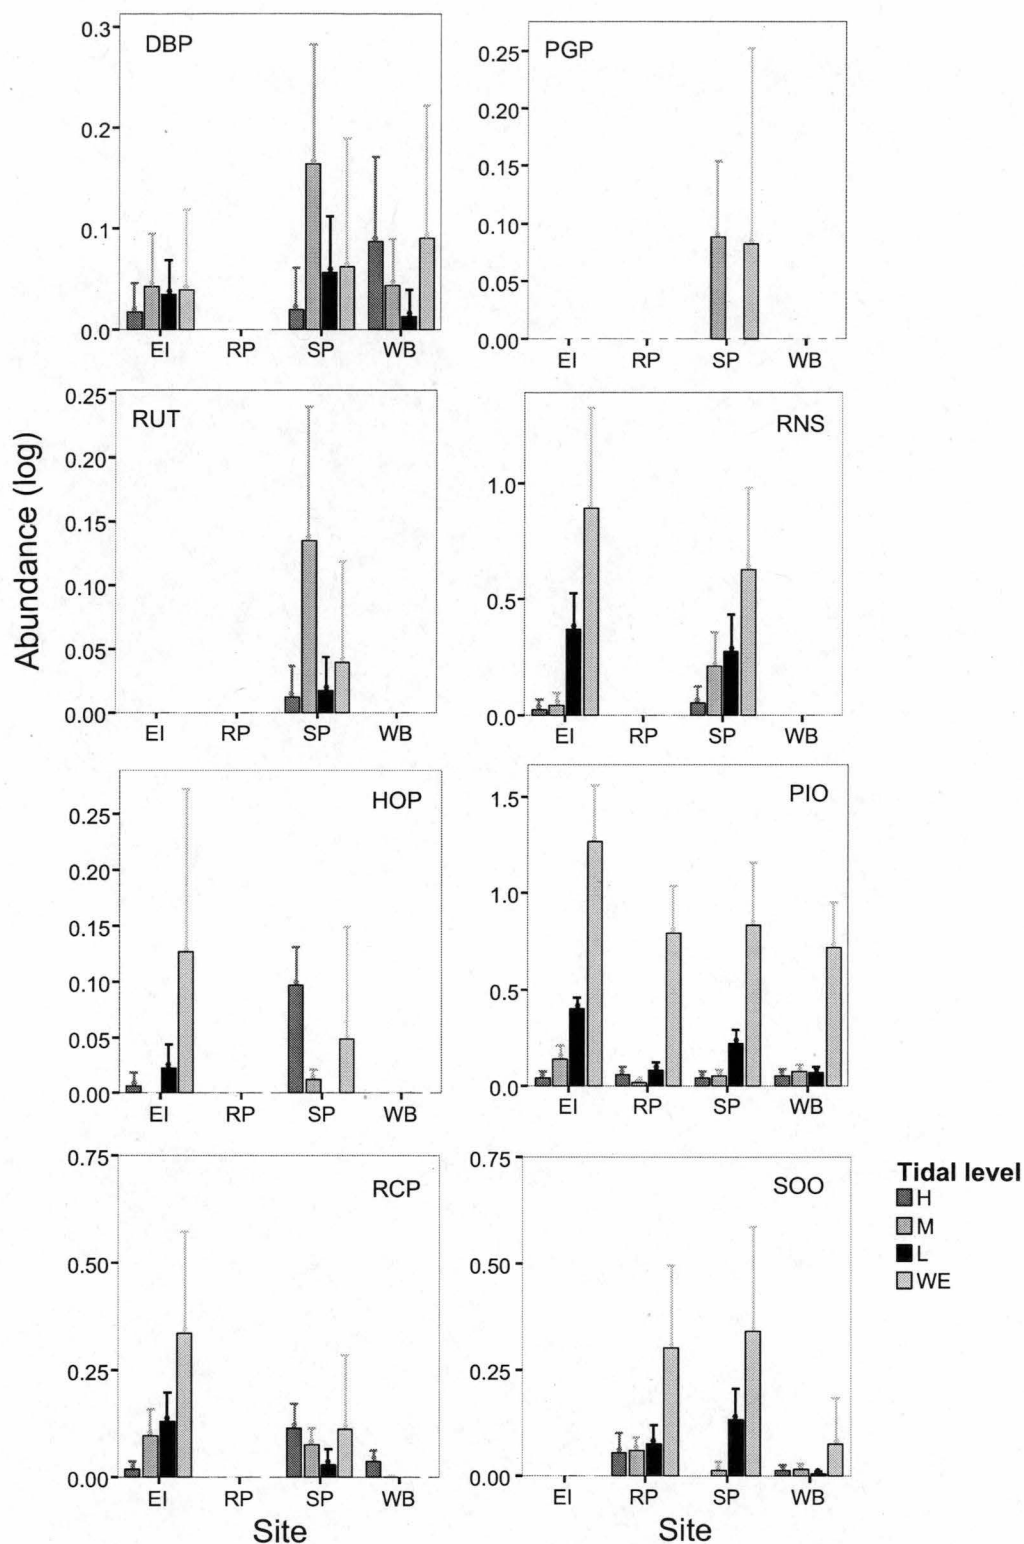 DBP
0.3
0.2
0.1
0.0
EI RP SP WB
PGP
0.25
0.20
0.15
0.10
0.05
0.00
EI RP SP WB
Abundance (log)
RUT
0.25
0.20
0.15
0.10
0.05
0.00
EI RP SP WB
RNS
1.0
0.5
0.0
EI RP SP WB
HOP
0.25
0.20
0.15
0.10
0.05
0.00
EI RP SP WB
PIO
1.5
1.0
0.5
0.0
EI RP SP WB
RCP
0.75
0.50
0.25
0.00
EI RP SP WB
Site
SOO
0.75
0.50
0.25
0.00
EI RP SP WB
Site
Tidal level
H
M
L
WE